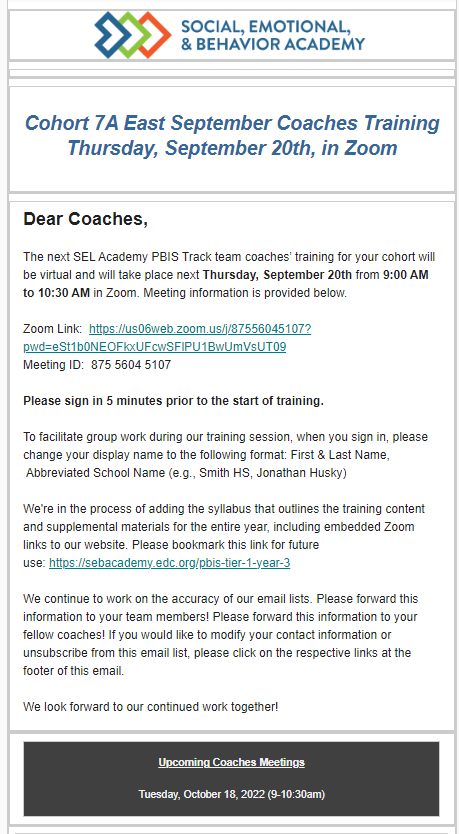 SOCIAL, EMOTIONAL,
& BEHAVIOR ACADEMY
Cohort 7A East September Coaches Training
Thursday, September 20th, in Zoom
Dear Coaches,
The next SEL Academy PBIS Track team coaches' training for your cohort will
be virtual and will take place next Thursday, September 20th from 9:00 AM
to 10:30 AM in Zoom. Meeting information is provided below.
Zoom Link:  https://us06web.zoom.us/j/87556045107?
pwd=eSt1b0NEOFkxUFcwSFlPU1BwUmVsUT09
Meeting ID:  875 5604 5107
Please sign in 5 minutes prior to the start of training.
To facilitate group work during our training session, when you sign in, please
change your display name to the following format: First & Last Name,
Abbreviated School Name (e.g., Smith HS, Jonathan Husky)
We're in the process of adding the syllabus that outlines the training content
and supplemental materials for the entire year, including embedded Zoom
links to our website. Please bookmark this link for future
use: https://sebacademy.edc.org/pbis-tier-1-year-3
We continue to work on the accuracy of our email lists. Please forward this
information to your team members! Please forward this information to your
fellow coaches! If you would like to modify your contact information or
unsubscribe from this email list, please click on the respective links at the
footer of this email.
We look forward to our continued work together!
Upcoming Coaches Meetings
Tuesday, October 18, 2022 (9-10:30am)